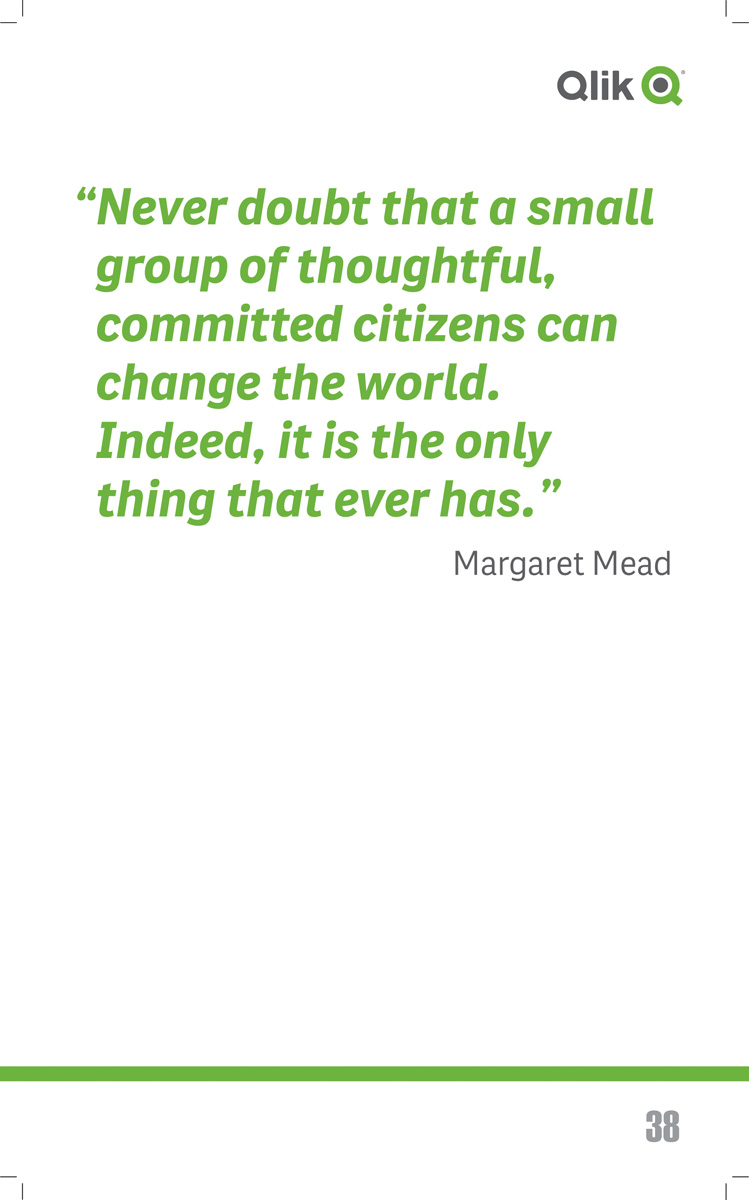 Qlik
“Never doubt that a small
group of thoughtful,
committed citizens can
change the world.
Indeed, it is the only
thing that ever has.”
Margaret Mead
38